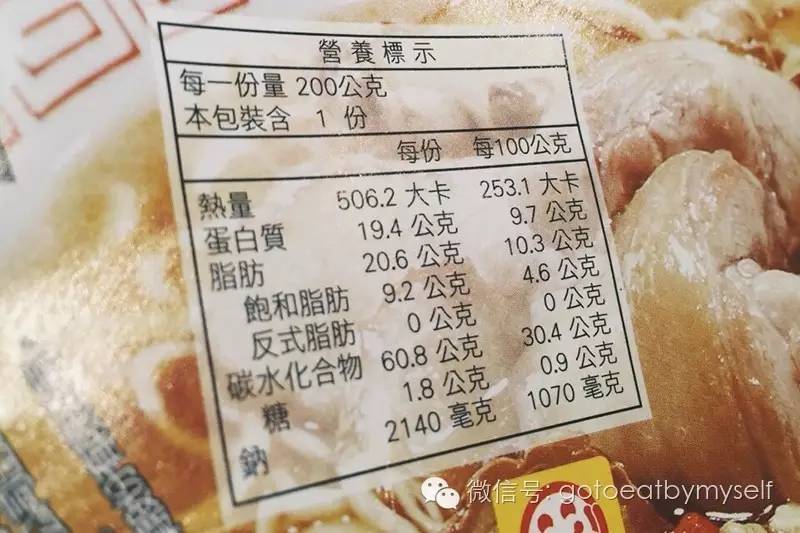 營養標示
每一份量 200公克
本包裝含 1 份
每份 每100公克
熱量 506.2 大卡 253.1 大卡
蛋白質 19.4 公克 9.7 公克
脂肪 20.6 公克 10.3 公克
飽和脂肪 9.2 公克 4.6 公克
反式脂肪 0 公克 0 公克
碳水化合物 60.8 公克 30.4 公克
糖 1.8 公克 0.9 公克
鈉 2140 毫克 1070 毫克
微信号: gotoeatbymyself